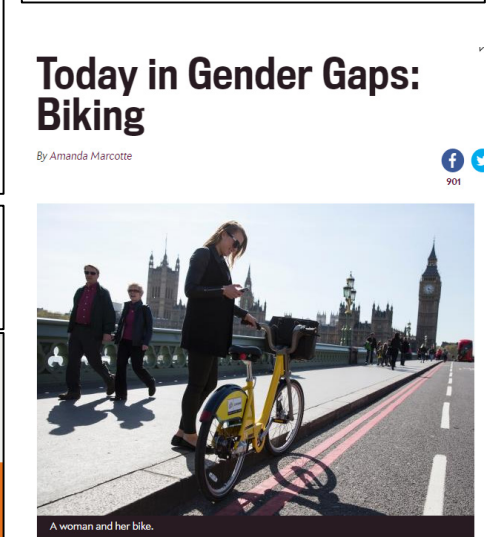 Today in Gender Gaps:
Biking
By Amanda Marcotte
901
A woman and her bike.